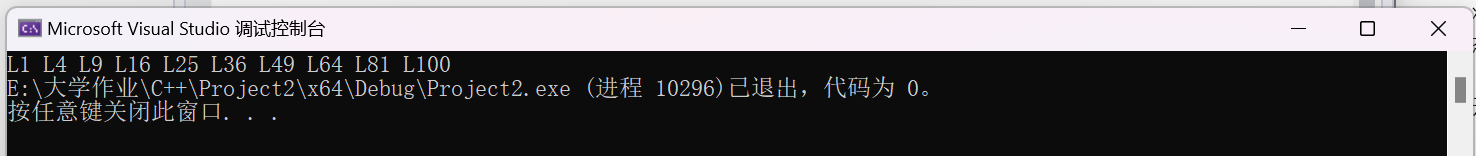 Microsoft Visual Studio 调试控制台
L1 L4 L9 L16 L25 L36 L49 L64 L81 L100
E:\大学作业\C++\Project2\x64\Debug\Project2.exe (进程 10296)已退出，代码为 0。
按任意键关闭此窗口. . .